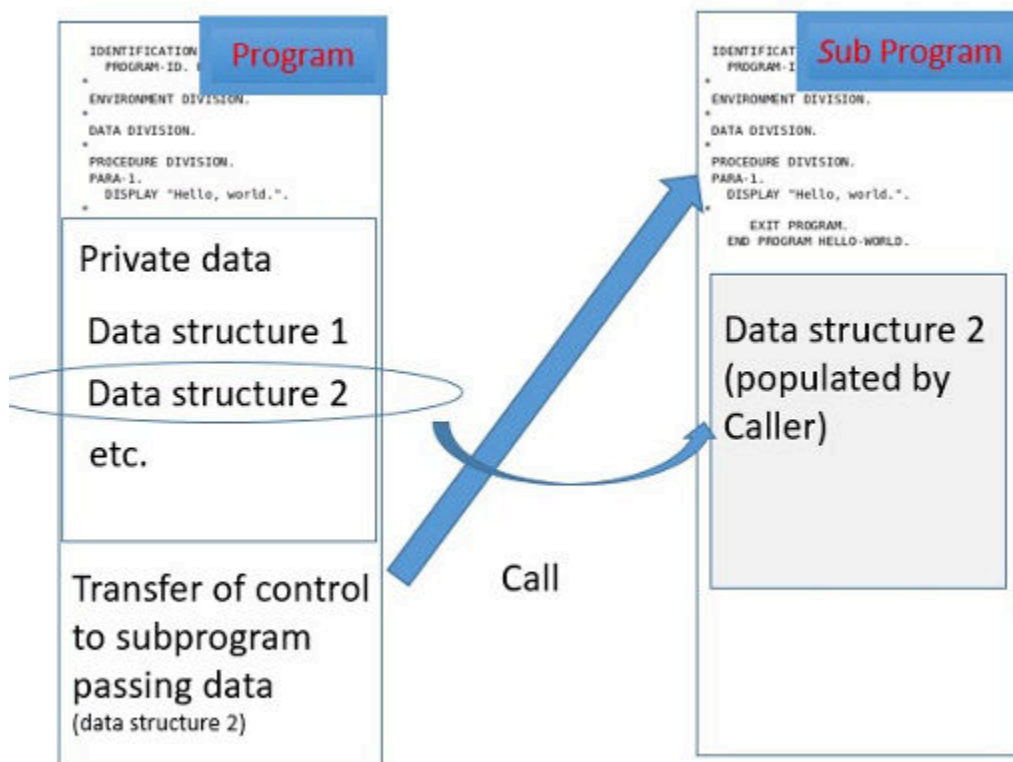 Program
IDENTIFICATION
PROGRAM-ID.
*
ENVIRONMENT DIVISION.
*
DATA DIVISION.
*
PROCEDURE DIVISION.
PARA-1.
DISPLAY "Hello, world.".
*
Private data
Data structure 1
Data structure 2
etc.
Transfer of control
to subprogram
passing data
(data structure 2)
Call
Sub Program
IDENTIFICAT
PROGRAM-I
*
ENVIRONMENT DIVISION.
*
DATA DIVISION.
*
PROCEDURE DIVISION.
PARA-1.
DISPLAY "Hello, world.".
*
EXIT PROGRAM.
END PROGRAM HELLO-WORLD.
Data structure 2
(populated by
Caller)